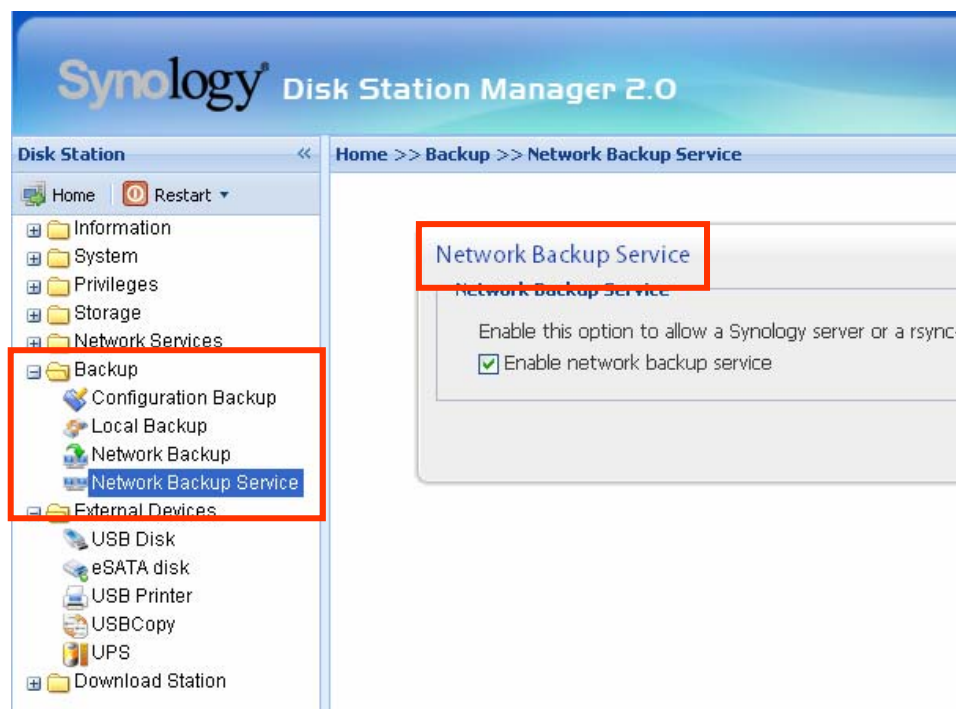 Synology Disk Station Manager 2.0
Disk Station «
Home >> Backup >> Network Backup Service
Home Restart
Information
System
Privileges
Storage
Network Services
Backup
Configuration Backup
Local Backup
Network Backup
Network Backup Service
External Devices
USB Disk
eSATA disk
USB Printer
USBCopy
UPS
Download Station
Network Backup Service
Network Backup Service
Enable this option to allow a Synology server or a rsync-
Enable network backup service